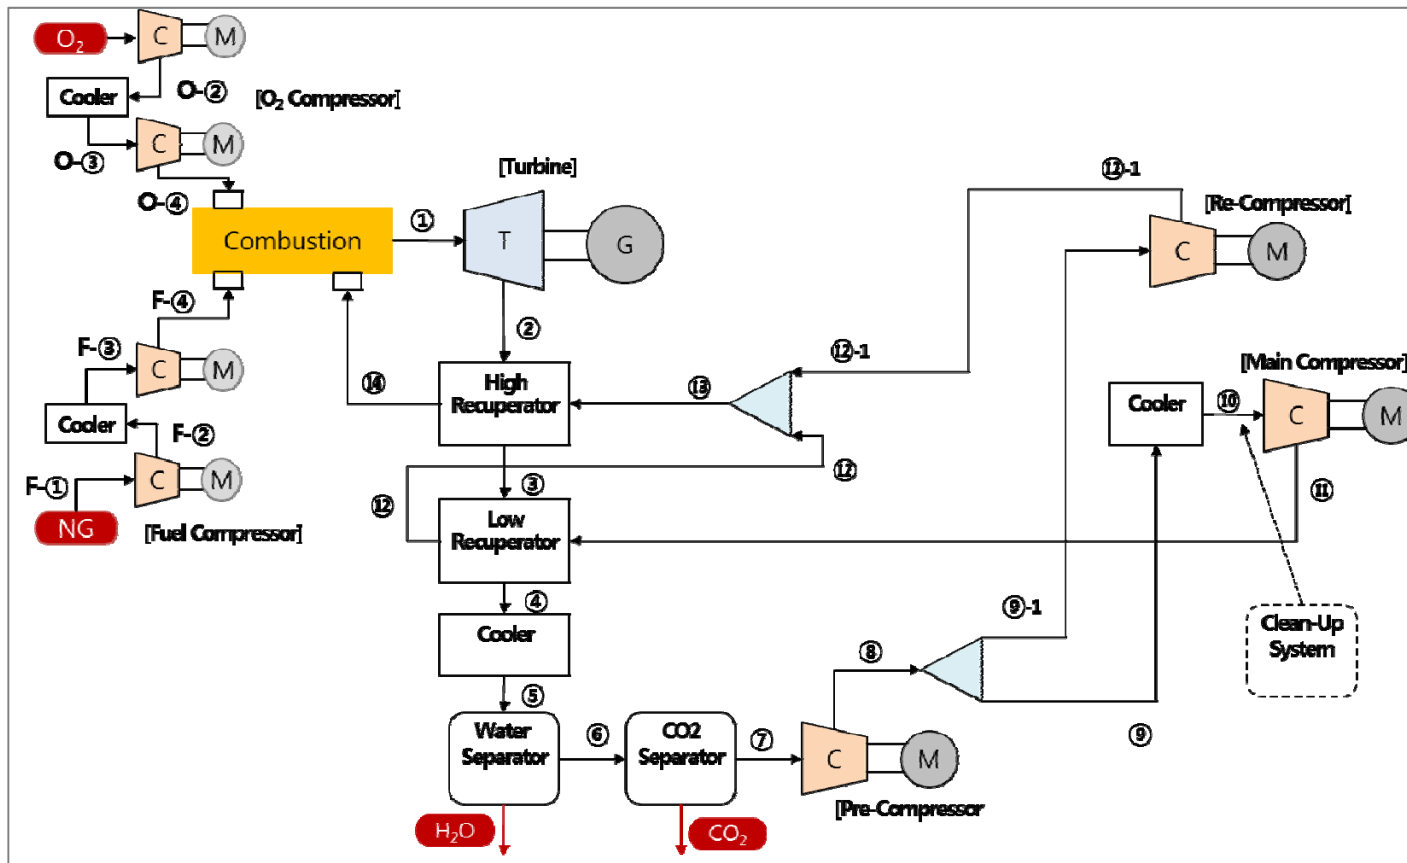 O₂
C
M
Cooler
O-②
[O₂ Compressor]
C
M
O-③
O-④
Combustion
①
[Turbine]
T
G
⑫-1
[Re-Compressor]
C
M
F-④
②
F-③
C
M
⑭
High
Recuperator
⑬
⑫-1
[Main Compressor]
Cooler
⑩
C
M
Cooler
F-②
F-①
C
M
NG
[Fuel Compressor]
③
⑫
⑫
⑪
Low
Recuperator
④
Cooler
⑨-1
Clean-Up
System
⑧
⑤
Water
Separator
⑥
CO2
Separator
⑦
C
M
[Pre-Compressor
⑨
H₂O
CO₂